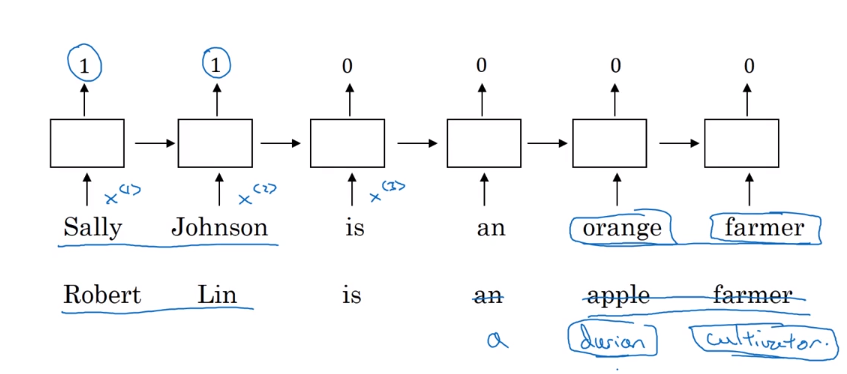 1 1 0 0 0 0
x<1> x<2> x<3>
Sally Johnson is an orange farmer
Robert Lin is an apple farmer
a durian cultivator.